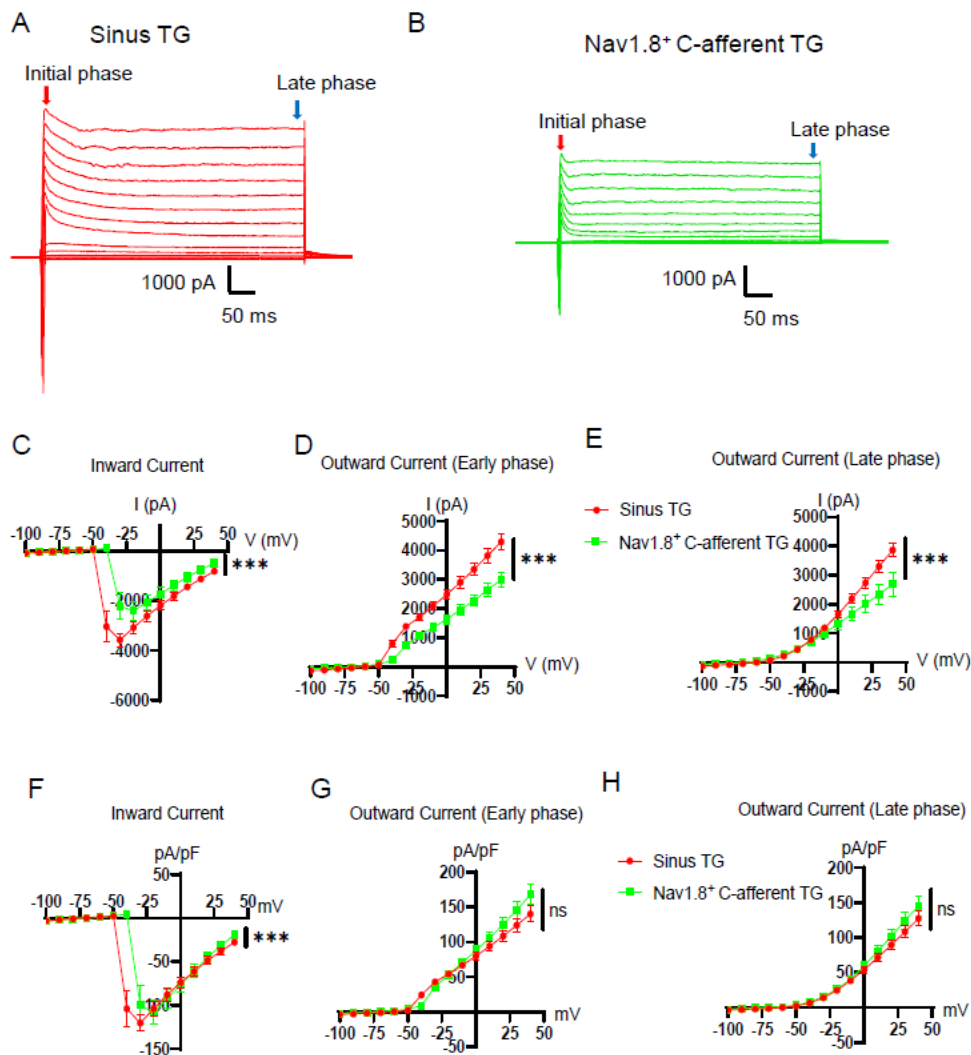 A
Sinus TG
Initial phase
Late phase
1000 pA
50 ms
B
Nav1.8+ C-afferent TG
Initial phase
Late phase
1000 pA
50 ms
C
Inward Current
I (pA)
-100 -75 -50 -25 25 50
V (mV)
***
-2000
-4000
-6000
D
Outward Current (Early phase)
I (pA)
5000
4000
3000
2000
1000
-1000
-100 -75 -50 -25 25 50
V (mV)
***
E
Outward Current (Late phase)
I (pA)
Sinus TG
Nav1.8+ C-afferent TG
5000
4000
3000
2000
1000
-1000
-100 -75 -50 -25 25 50
V (mV)
***
F
Inward Current
pA/pF
50
-100 -75 -50 -25 25 50
mV
***
-50
-100
-150
G
Outward Current (Early phase)
pA/pF
200
150
100
50
-50
-100 -75 -50 -25 25 50
mV
ns
H
Outward Current (Late phase)
pA/pF
Sinus TG
Nav1.8+ C-afferent TG
200
150
100
50
-50
-100 -75 -50 -25 25 50
mV
ns